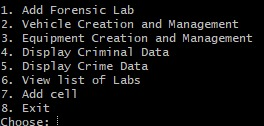 1. Add Forensic Lab
2. Vehicle Creation and Management
3. Equipment Creation and Management
4. Display Criminal Data
5. Display Crime Data
6. View list of Labs
7. Add cell
8. Exit
Choose: